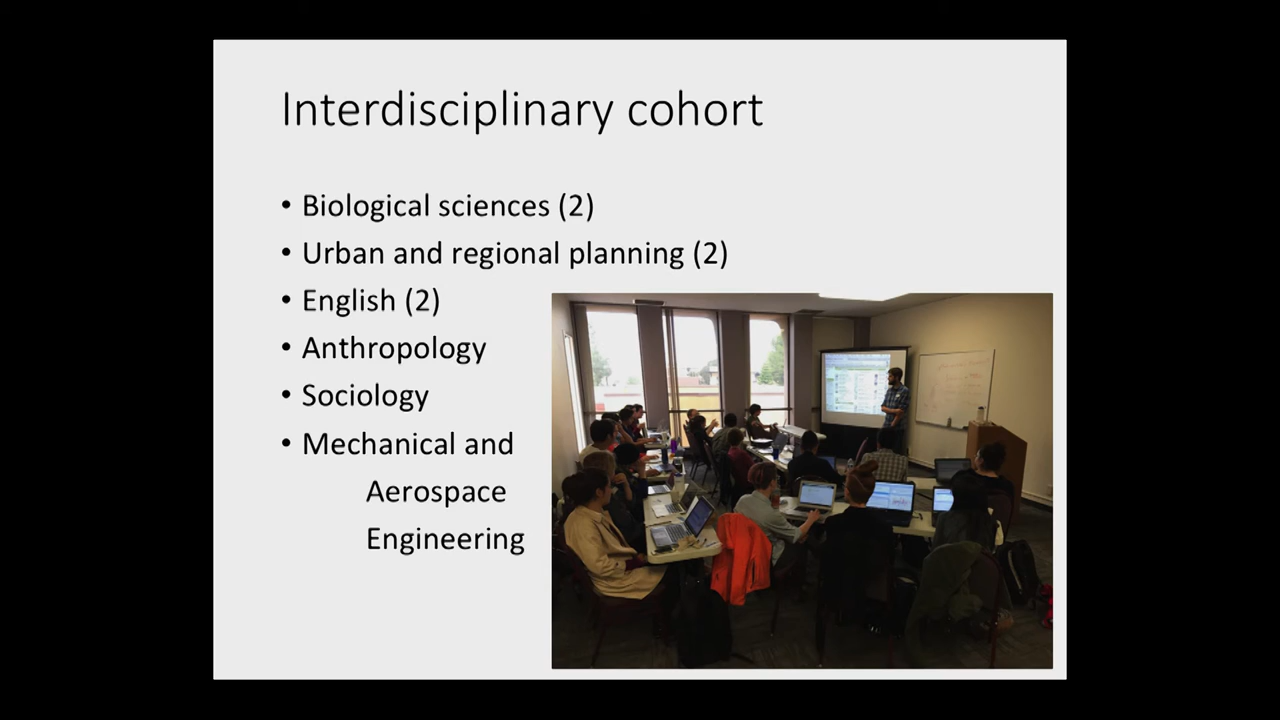 Interdisciplinary cohort
• Biological sciences (2)
• Urban and regional planning (2)
• English (2)
• Anthropology
• Sociology
• Mechanical and
Aerospace
Engineering